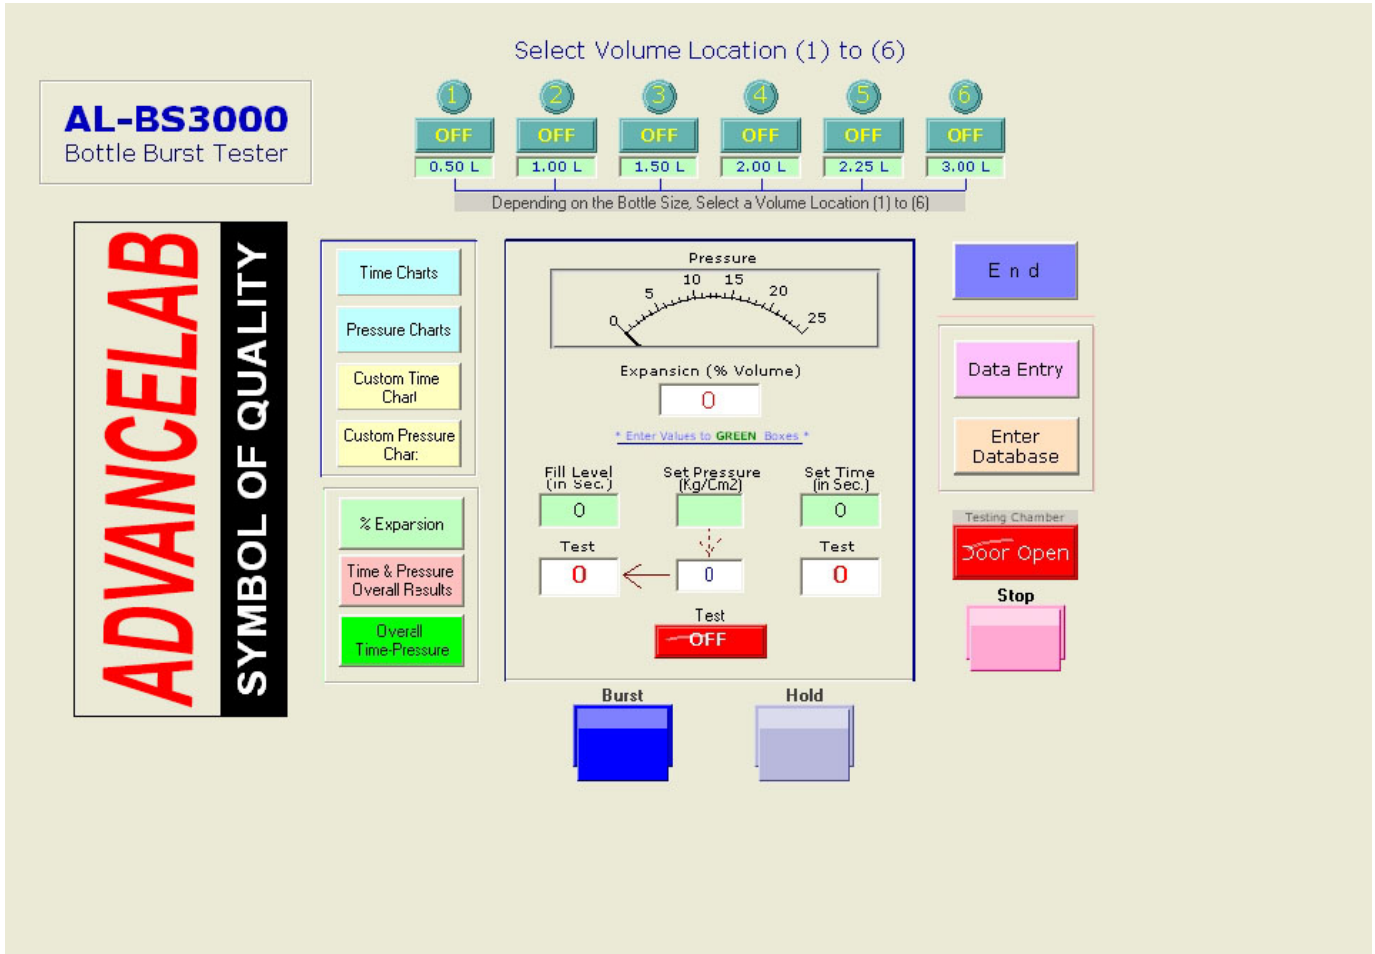 Select Volume Location (1) to (6)
AL-BS3000
Bottle Burst Tester
1 2 3 4 5 6
OFF OFF OFF OFF OFF OFF
0.50 L 1.00 L 1.50 L 2.00 L 2.25 L 3.00 L
Depending on the Bottle Size, Select a Volume Location (1) to (6)
ADVANCELAB
SYMBOL OF QUALITY
Time Charts
Pressure Charts
Custom Time
Chart
Custom Pressure
Chart
% Expansion
Time & Pressure
Overall Results
Overall
Time-Pressure
Pressure
0 5 10 15 20 25
Expansion (% Volume)
0
* Enter Values to GREEN Boxes *
Fill Level
(in Sec.)
0
Set Pressure
(Kg/Cm2)
Set Time
(in Sec.)
0
Test
0
0
Test
0
Test
OFF
Burst
Hold
End
Data Entry
Enter
Database
Testing Chamber
Door Open
Stop